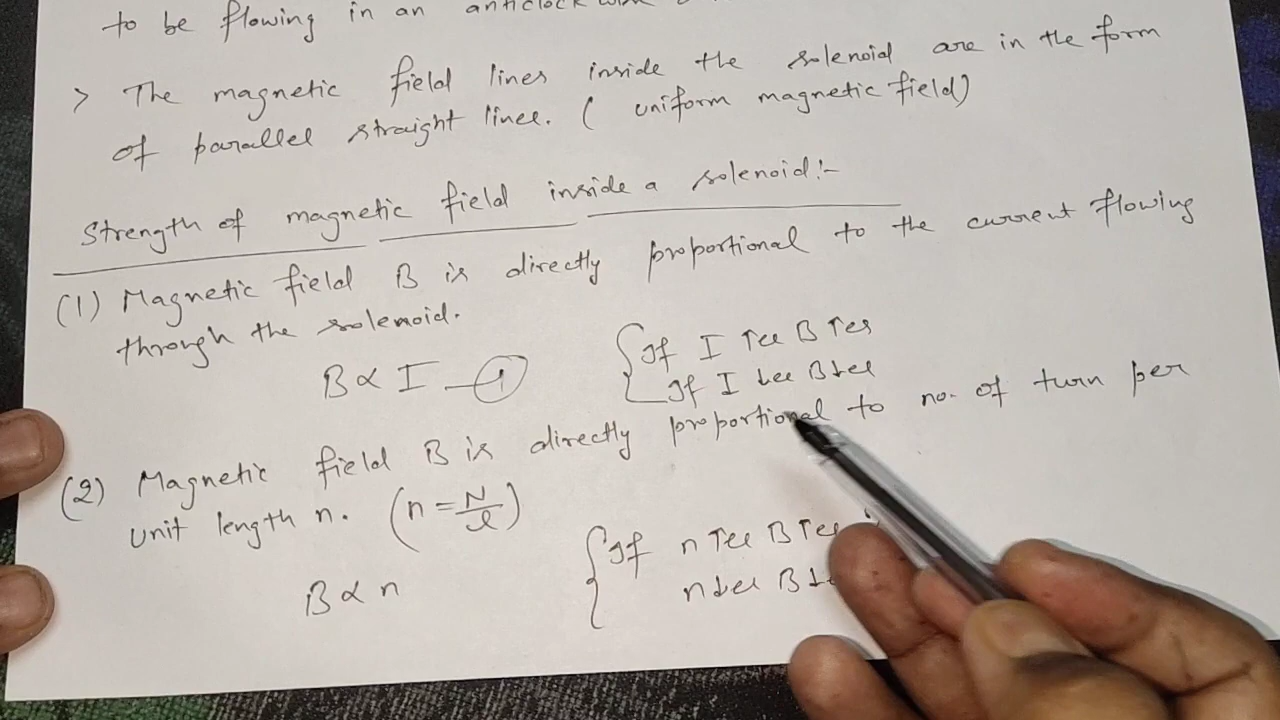 to be flowing in an anticlockwise
> The magnetic field lines inside the solenoid are in the form
of parallel straight lines. ( uniform magnetic field)
Strength of magnetic field inside a solenoid:-
(1) Magnetic field B is directly proportional to the current flowing
through the solenoid.
B ∝ I — ①
{ If I ↑es B ↑es
If I ↓es B ↓es
(2) Magnetic field B is directly proportional to no. of turn per
unit length n. (n = N/l)
B ∝ n
{ If n ↑es B ↑es
n ↓es B ↓